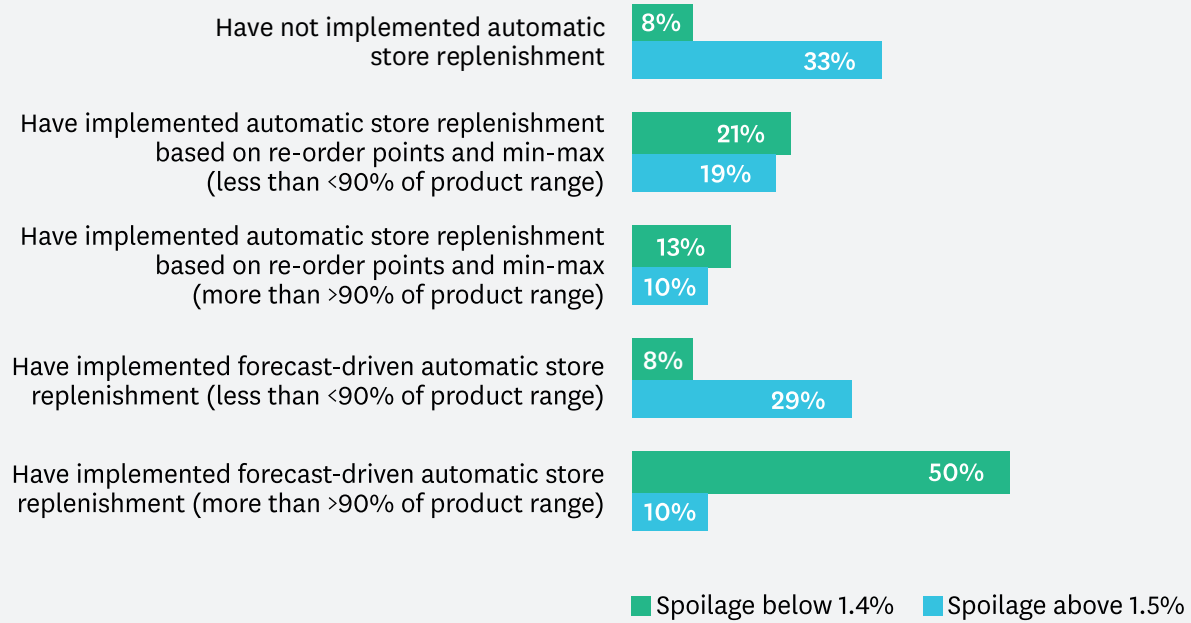 Have not implemented automatic
store replenishment
8%
33%
Have implemented automatic store replenishment
based on re-order points and min-max
(less than <90% of product range)
21%
19%
Have implemented automatic store replenishment
based on re-order points and min-max
(more than >90% of product range)
13%
10%
Have implemented forecast-driven automatic store
replenishment (less than <90% of product range)
8%
29%
Have implemented forecast-driven automatic store
replenishment (more than >90% of product range)
50%
10%
Spoilage below 1.4%
Spoilage above 1.5%